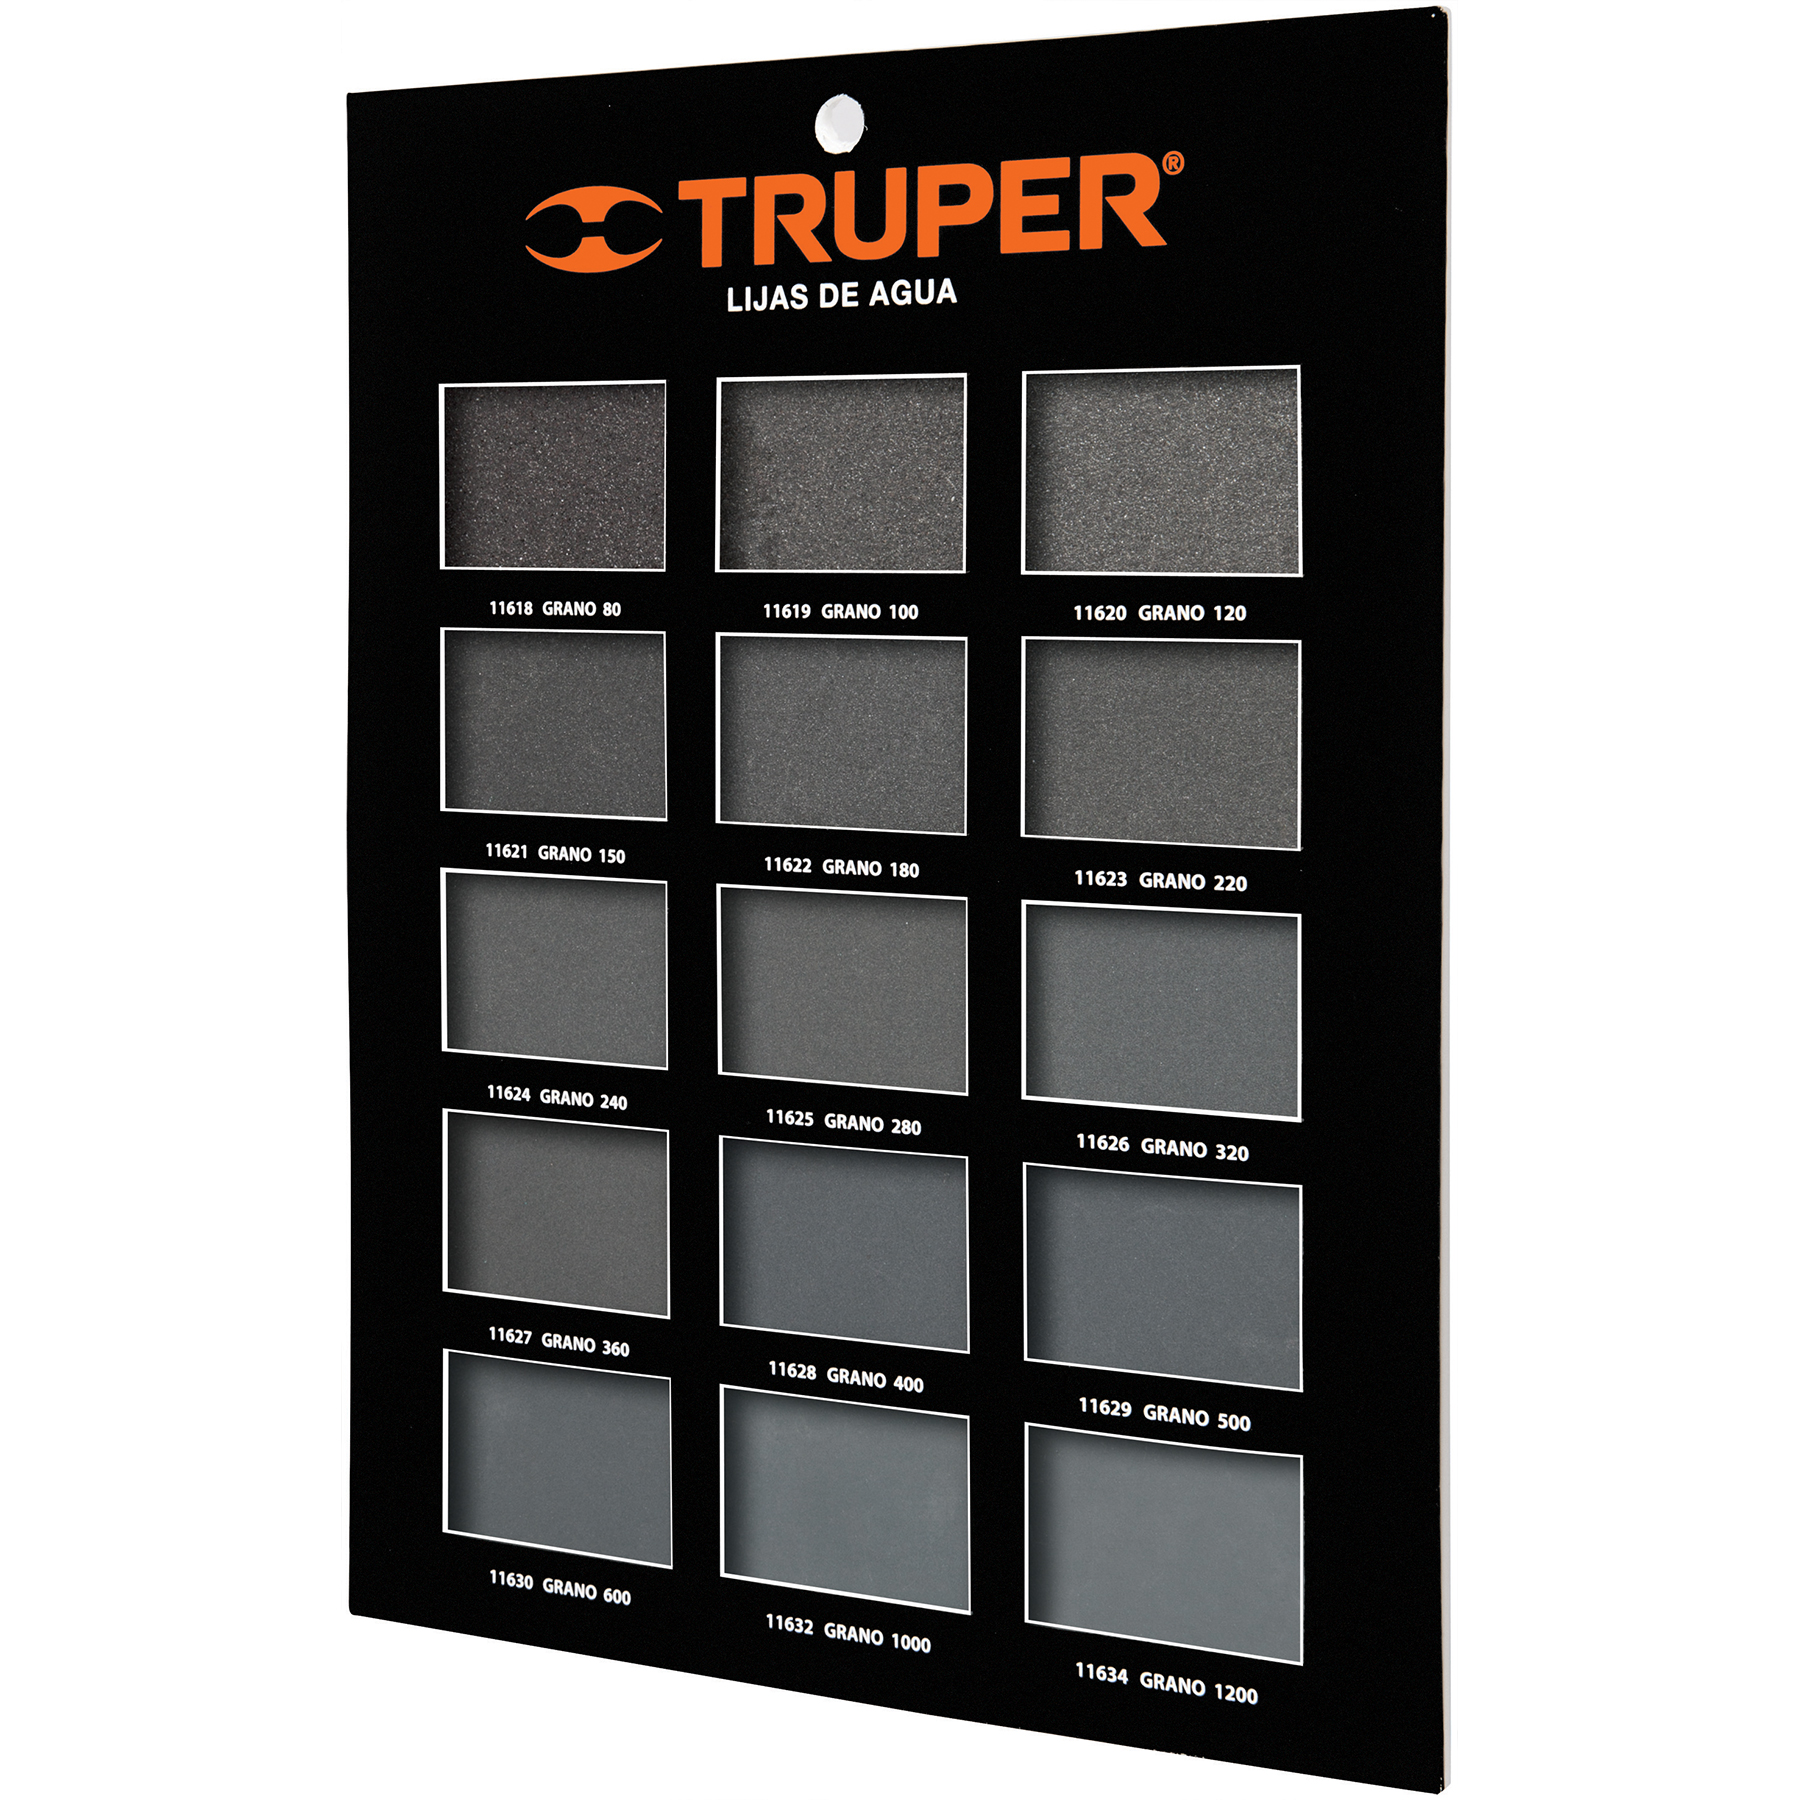 TRUPER®
LIJAS DE AGUA
11618 GRANO 80
11619 GRANO 100
11620 GRANO 120
11621 GRANO 150
11622 GRANO 180
11623 GRANO 220
11624 GRANO 240
11625 GRANO 280
11626 GRANO 320
11627 GRANO 360
11628 GRANO 400
11629 GRANO 500
11630 GRANO 600
11632 GRANO 1000
11634 GRANO 1200